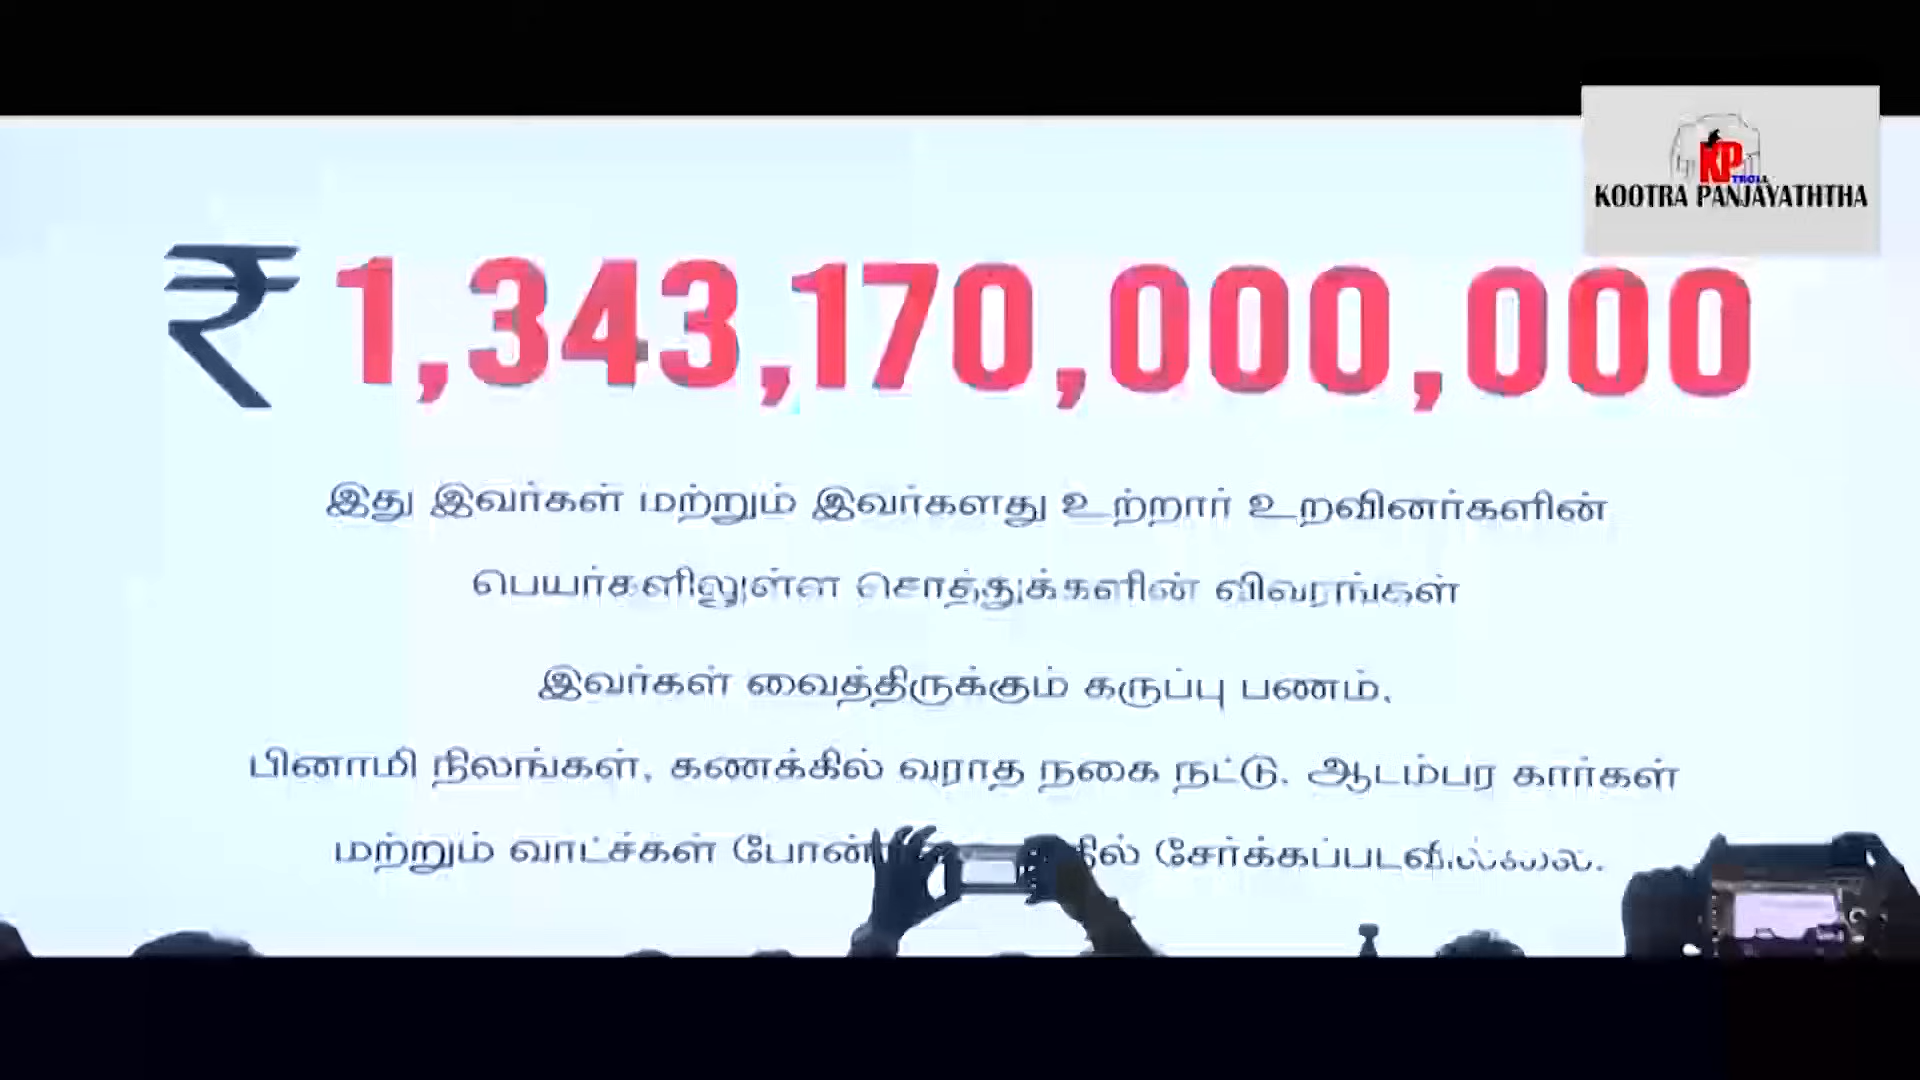 KP
TROLL
KOOTRA PANJAYATHTHA
₹ 1,343,170,000,000
இது இவர்கள் மற்றும் இவர்களது உற்றார் உறவினர்களின்
பெயர்களிலுள்ள சொத்துக்களின் விவரங்கள்
இவர்கள் வைத்திருக்கும் கருப்பு பணம்,
பினாமி நிலங்கள், கணக்கில் வராத நகை நட்டு, ஆடம்பர கார்கள்
மற்றும் வாட்ச்கள் சேர்க்கப்படவில்லை.